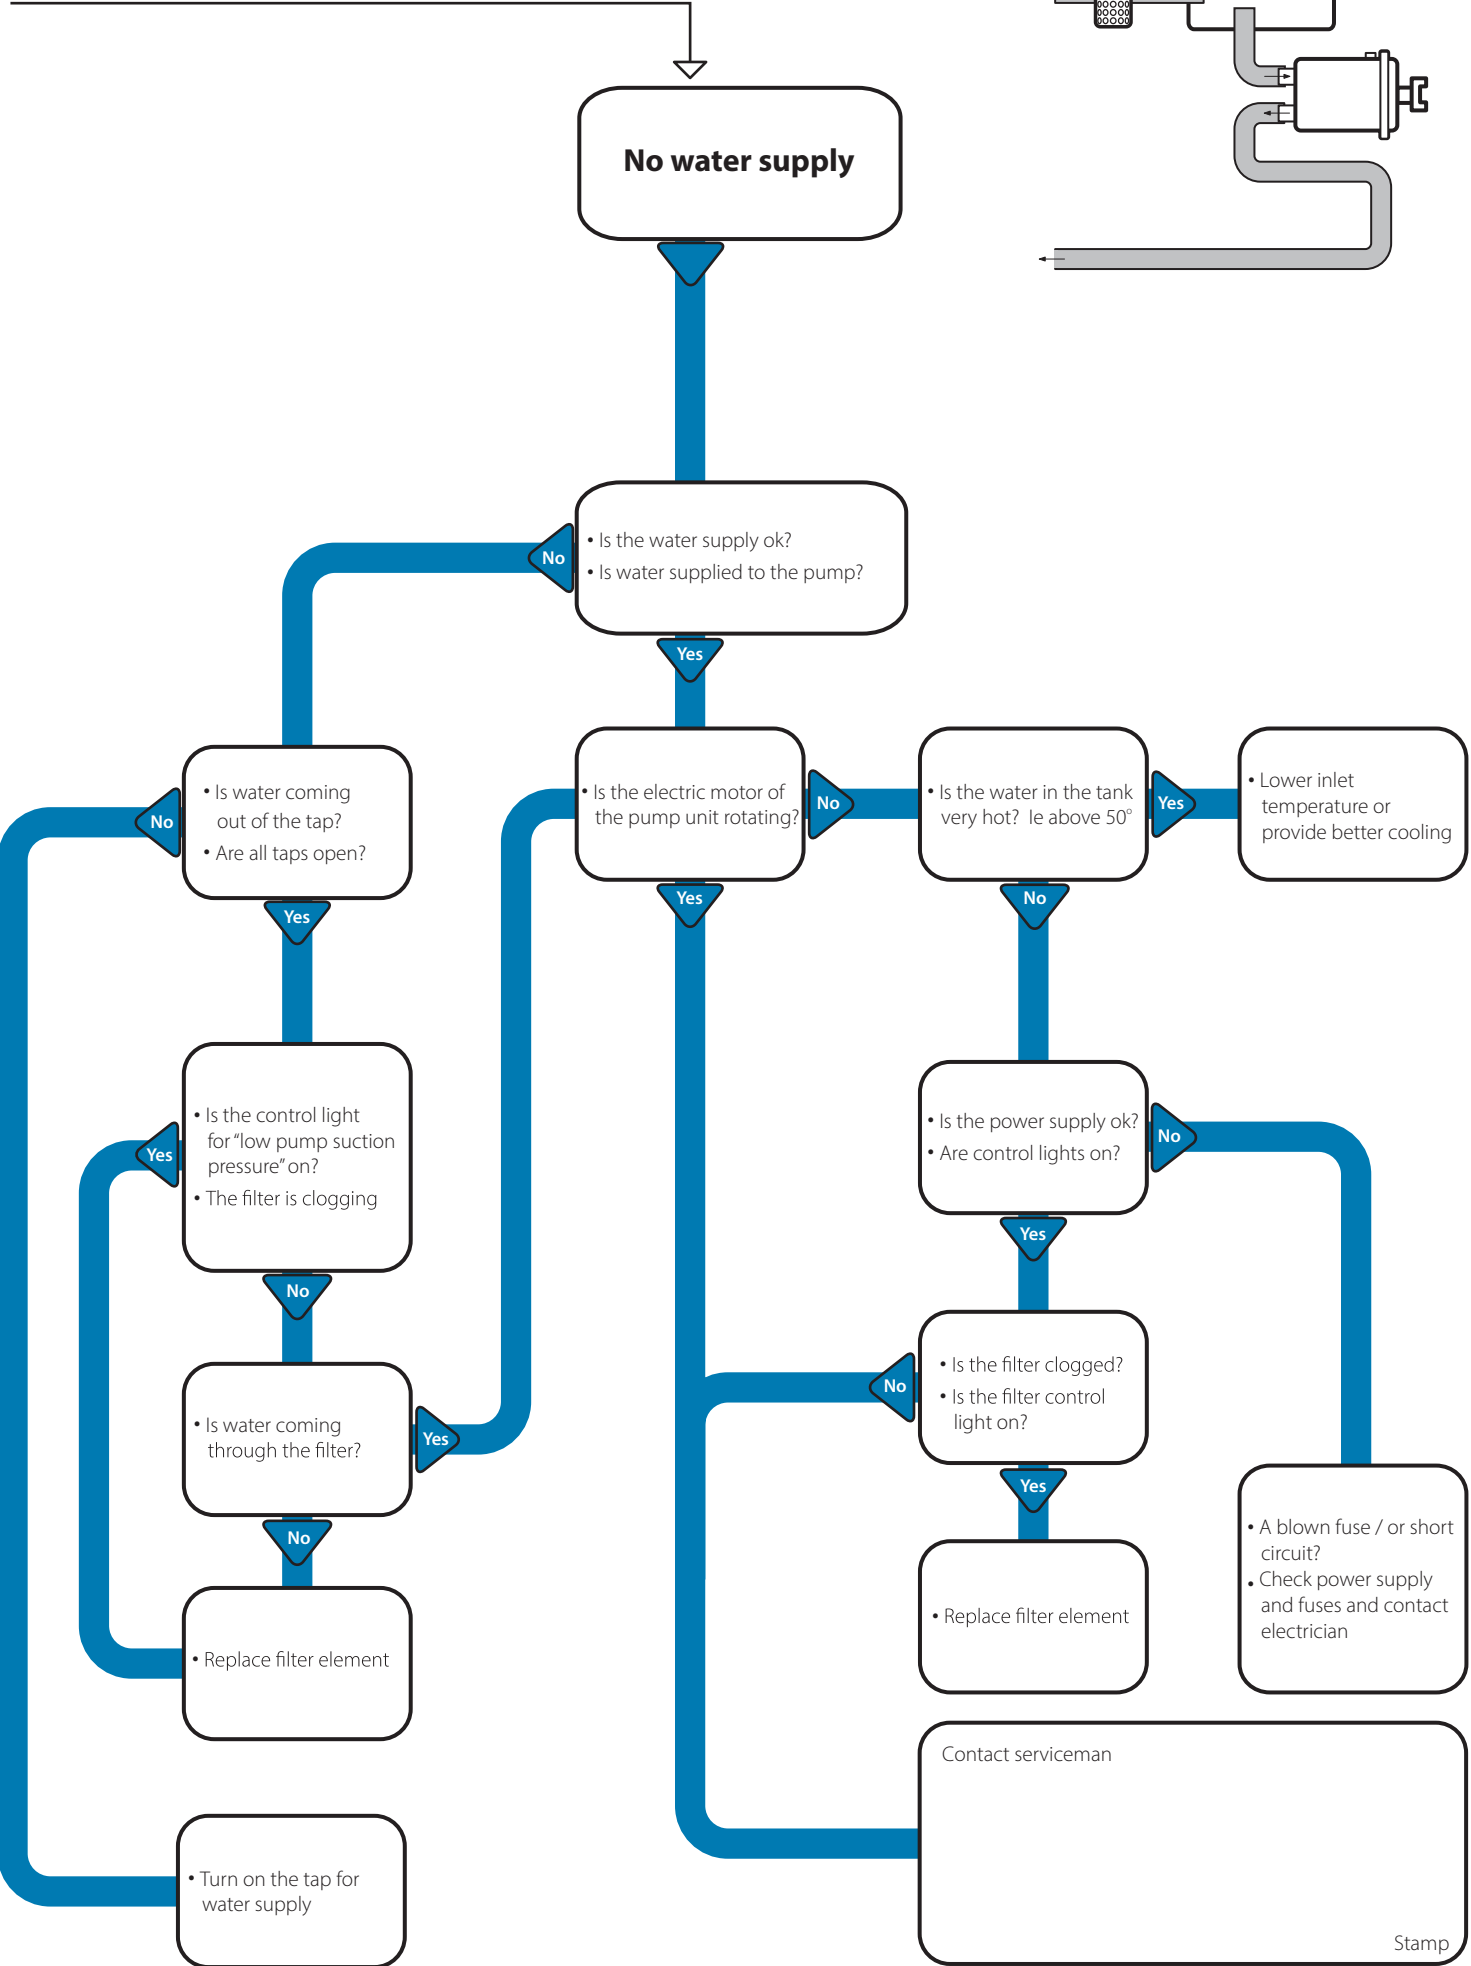 No water supply
• Is the water supply ok?
• Is water supplied to the pump?
No
Yes
• Is water coming
out of the tap?
• Are all taps open?
No
Yes
• Is the electric motor of
the pump unit rotating?
No
Yes
• Is the water in the tank
very hot? Ie above 50°
Yes
No
• Lower inlet
temperature or
provide better cooling
• Is the control light
for "low pump suction
pressure" on?
• The filter is clogging
Yes
No
• Is the power supply ok?
• Are control lights on?
No
Yes
• Is water coming
through the filter?
Yes
No
• Is the filter clogged?
• Is the filter control
light on?
No
Yes
• Replace filter element
• Replace filter element
• A blown fuse / or short
circuit?
• Check power supply
and fuses and contact
electrician
• Turn on the tap for
water supply
Contact serviceman
Stamp